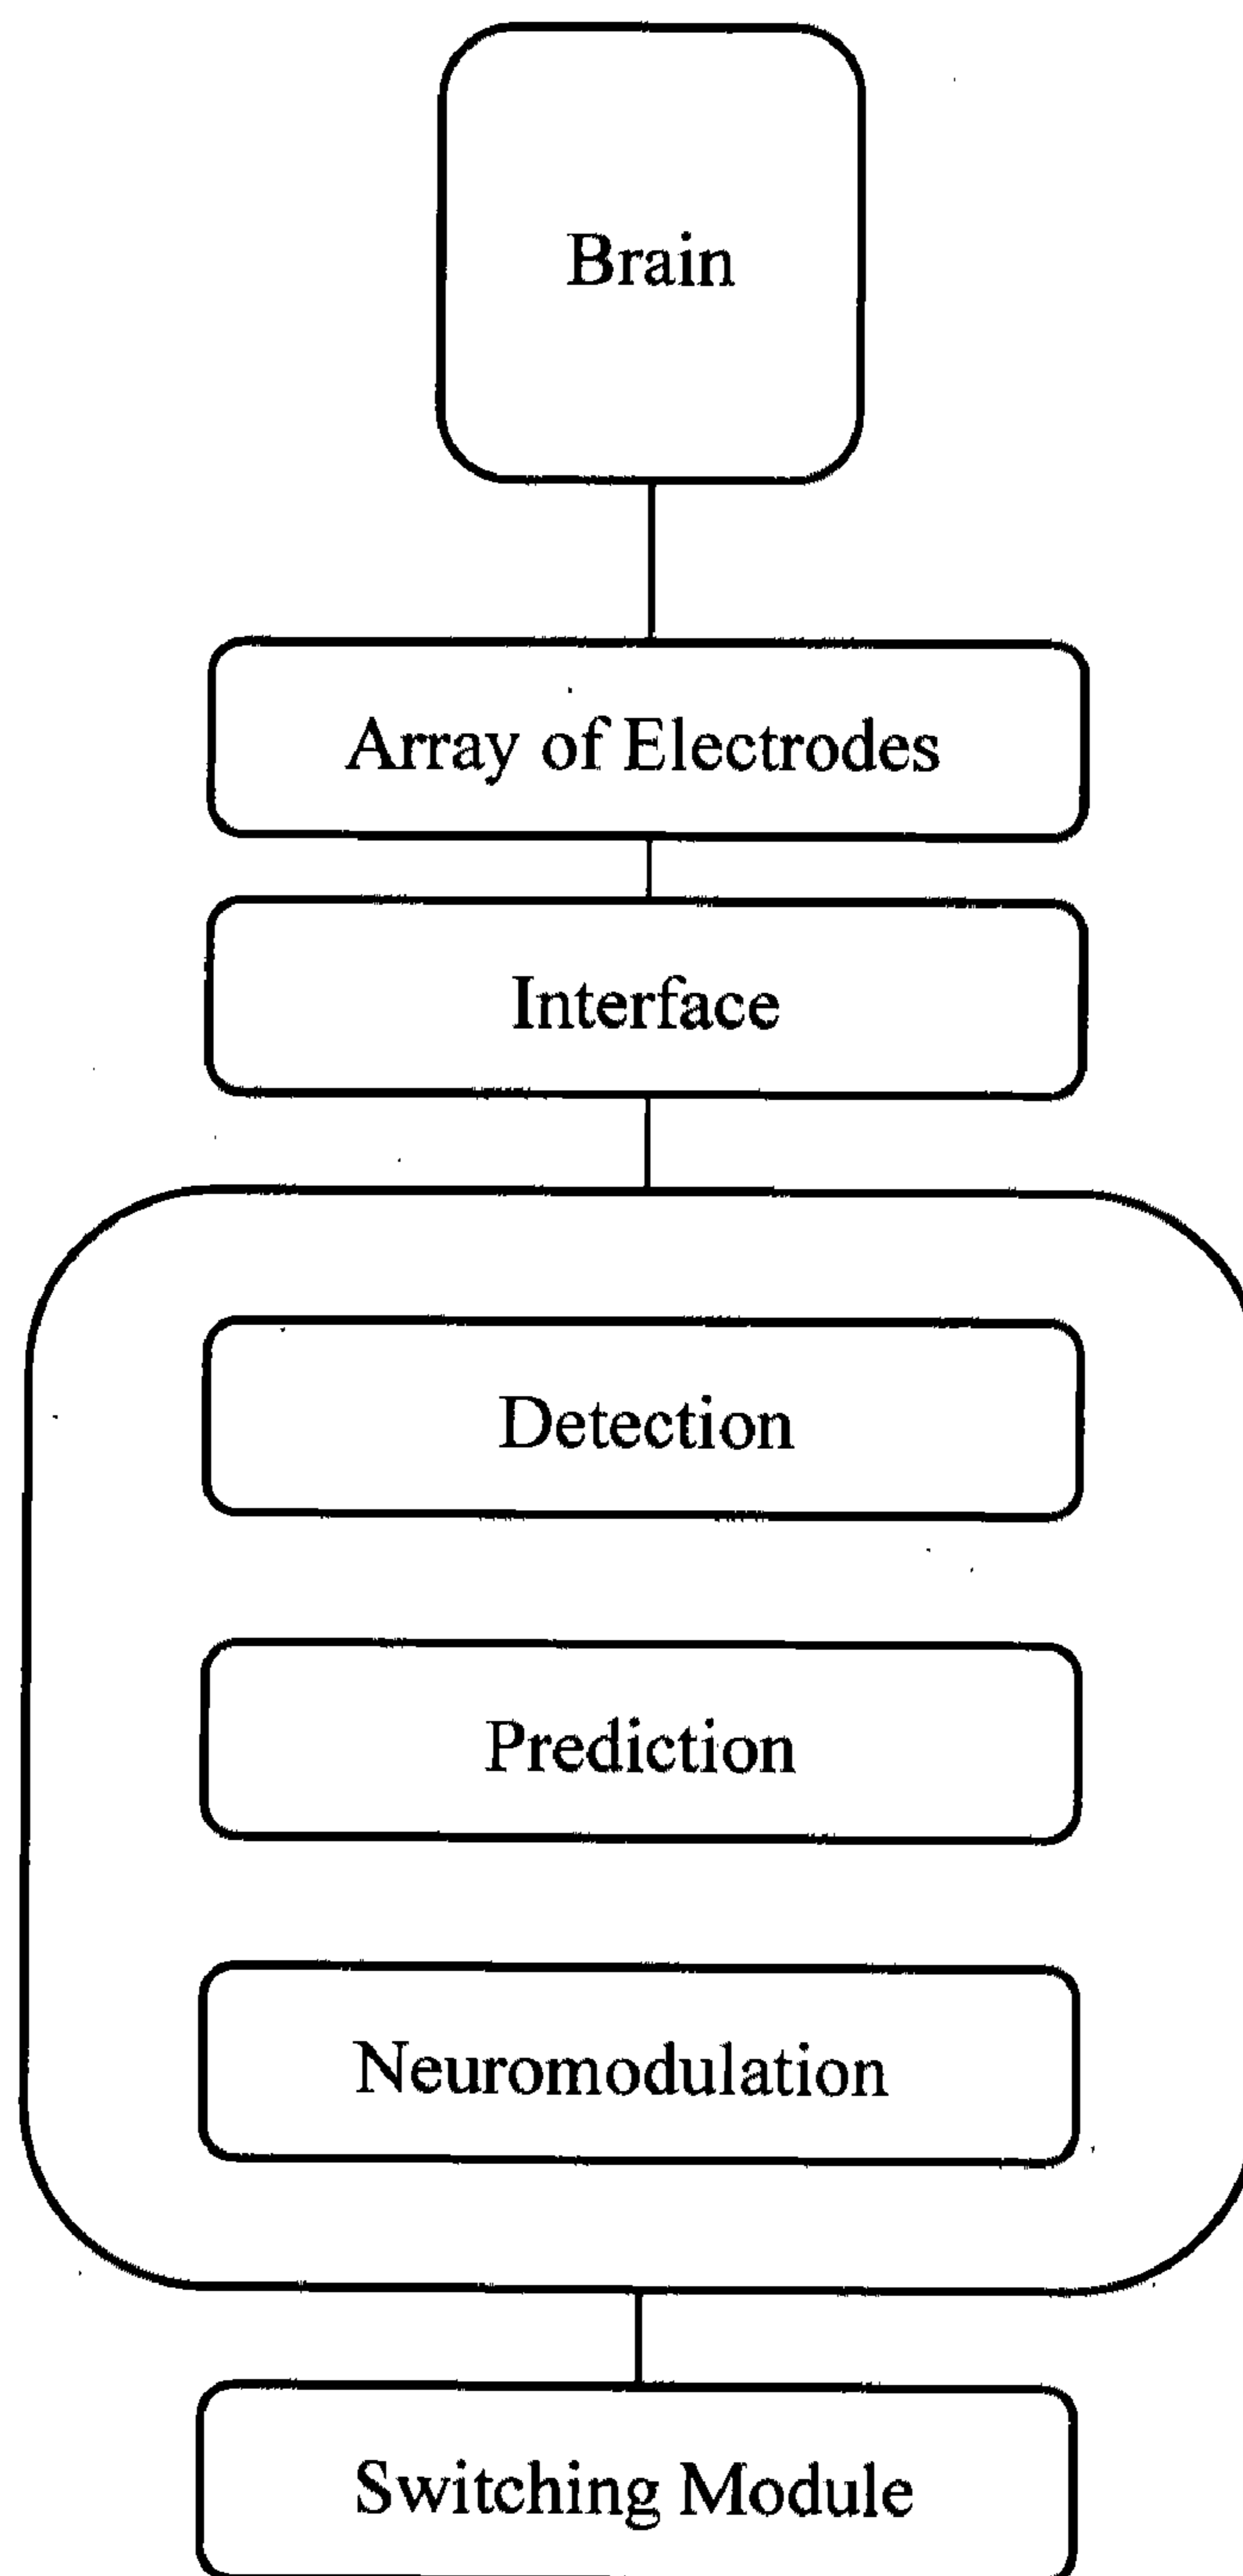 Brain
Array of Electrodes
Interface
Detection
Prediction
Neuromodulation
Switching Module